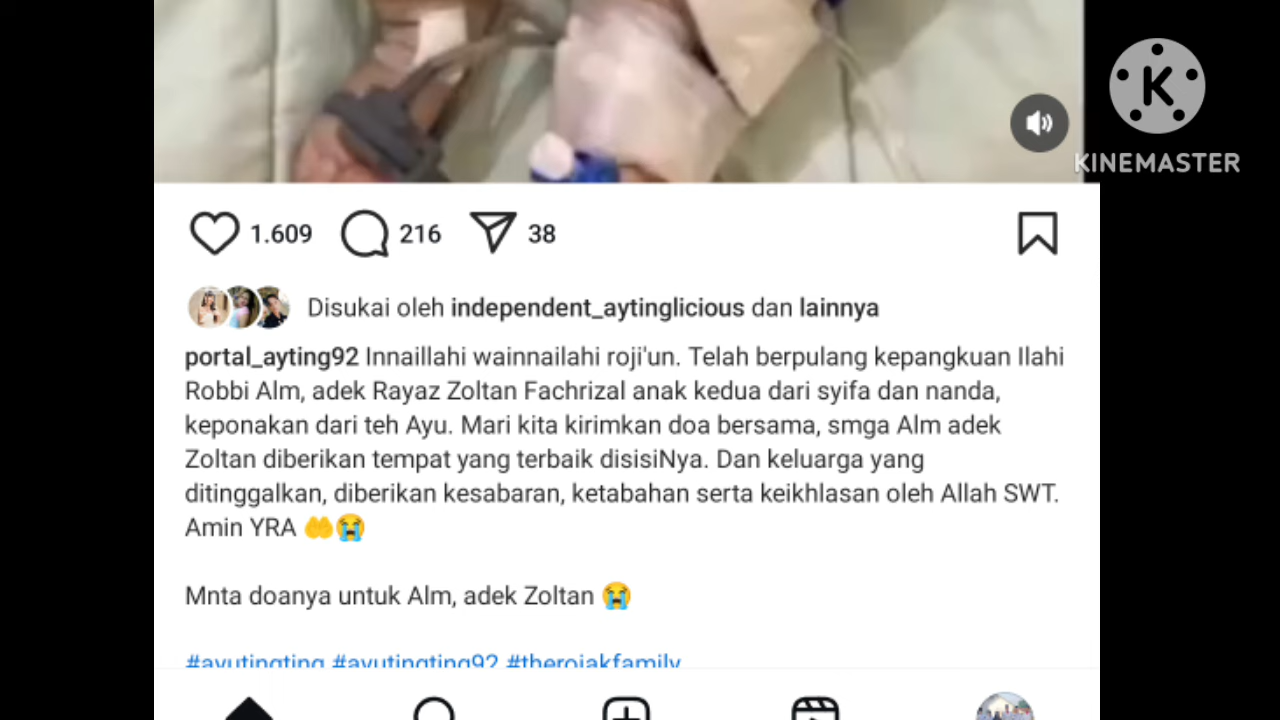 KINEMASTER
1.609 216 38
Disukai oleh independent_aytinglicious dan lainnya
portal_ayting92 Innaillahi wainnailahi roji'un. Telah berpulang kepangkuan Ilahi
Robbi Alm, adek Rayaz Zoltan Fachrizal anak kedua dari syifa dan nanda,
keponakan dari teh Ayu. Mari kita kirimkan doa bersama, smga Alm adek
Zoltan diberikan tempat yang terbaik disisiNya. Dan keluarga yang
ditinggalkan, diberikan kesabaran, ketabahan serta keikhlasan oleh Allah SWT.
Amin YRA 🤲😭
Mnta doanya untuk Alm, adek Zoltan 😭
#ayutingting #ayutingting92 #therojakfamily